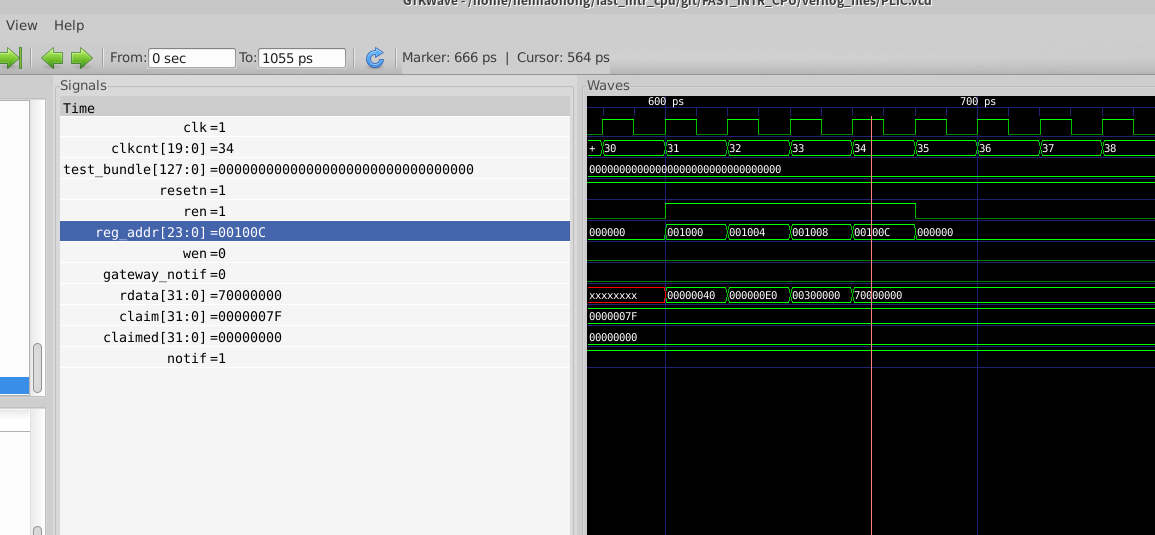 GTKWave - /home/heihaohong/fast_intr_cpu/git/FAST_INTR_CPU/verilog_files/PLIC.vcd
View Help
From: 0 sec To: 1055 ps Marker: 666 ps | Cursor: 564 ps
Signals
Waves
Time
600 ps 700 ps
clk =1
clkcnt[19:0] =34
+ 30 31 32 33 34 35 36 37 38
test_bundle[127:0] =00000000000000000000000000000000
00000000000000000000000000000000
resetn =1
ren =1
reg_addr[23:0] =00100C
000000 001000 001004 001008 00100C 000000
wen =0
gateway_notif =0
rdata[31:0] =70000000
xxxxxxxx 00000040 000000E0 00300000 70000000
claim[31:0] =0000007F
0000007F
claimed[31:0] =00000000
00000000
notif =1